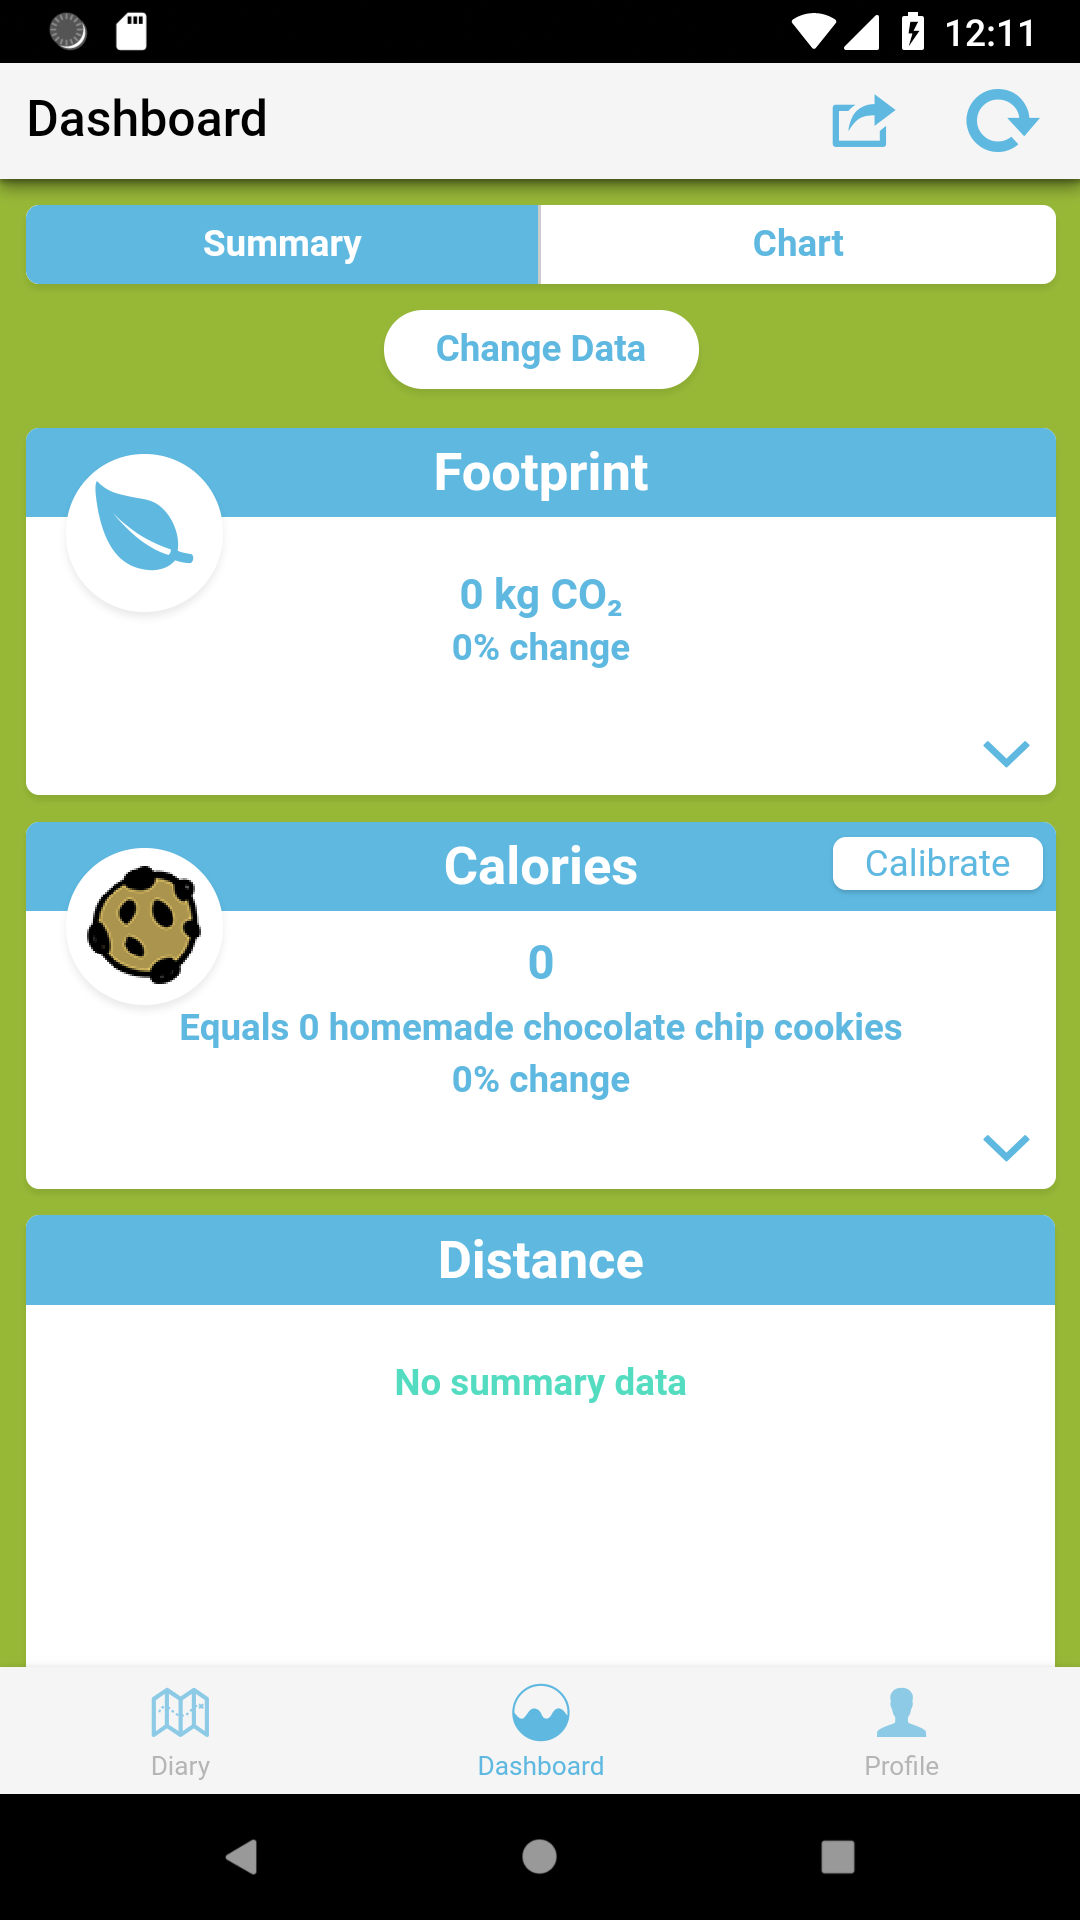 12:11
Dashboard
Summary
Chart
Change Data
Footprint
0 kg CO₂
0% change
Calories
Calibrate
0
Equals 0 homemade chocolate chip cookies
0% change
Distance
No summary data
Diary
Dashboard
Profile